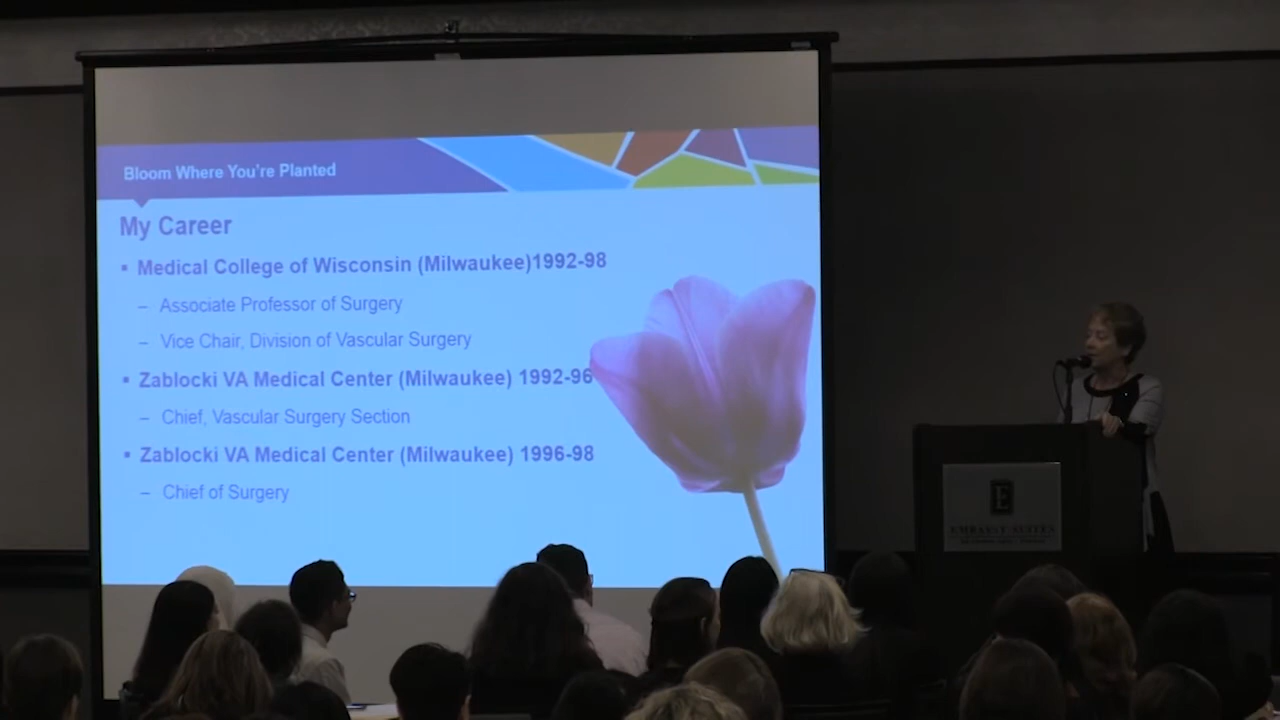 Bloom Where You're Planted
My Career
▪ Medical College of Wisconsin (Milwaukee)1992-98
– Associate Professor of Surgery
– Vice Chair, Division of Vascular Surgery
▪ Zablocki VA Medical Center (Milwaukee) 1992-96
– Chief, Vascular Surgery Section
▪ Zablocki VA Medical Center (Milwaukee) 1996-98
– Chief of Surgery
E
EMBASSY SUITES